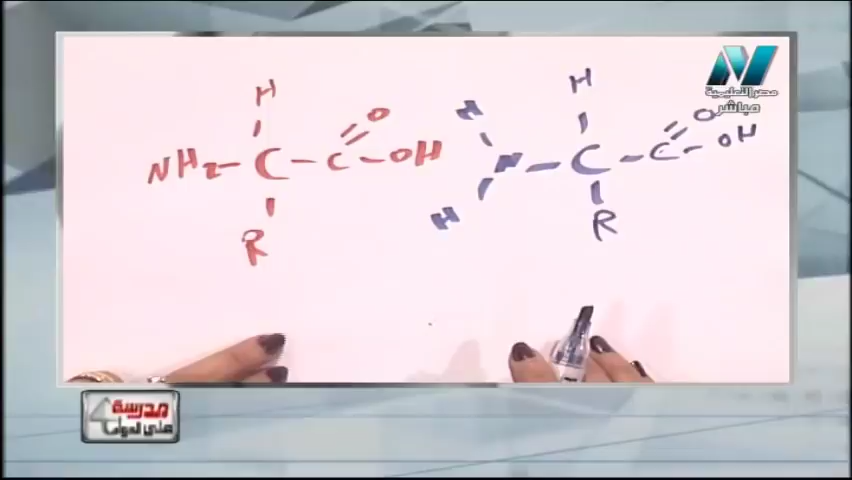 مصر التعليمية
مباشر
H
NH2 - C - C = O
- OH
R
H
H
N - C - C = O
- OH
H
R
مدرسة
على الهواء